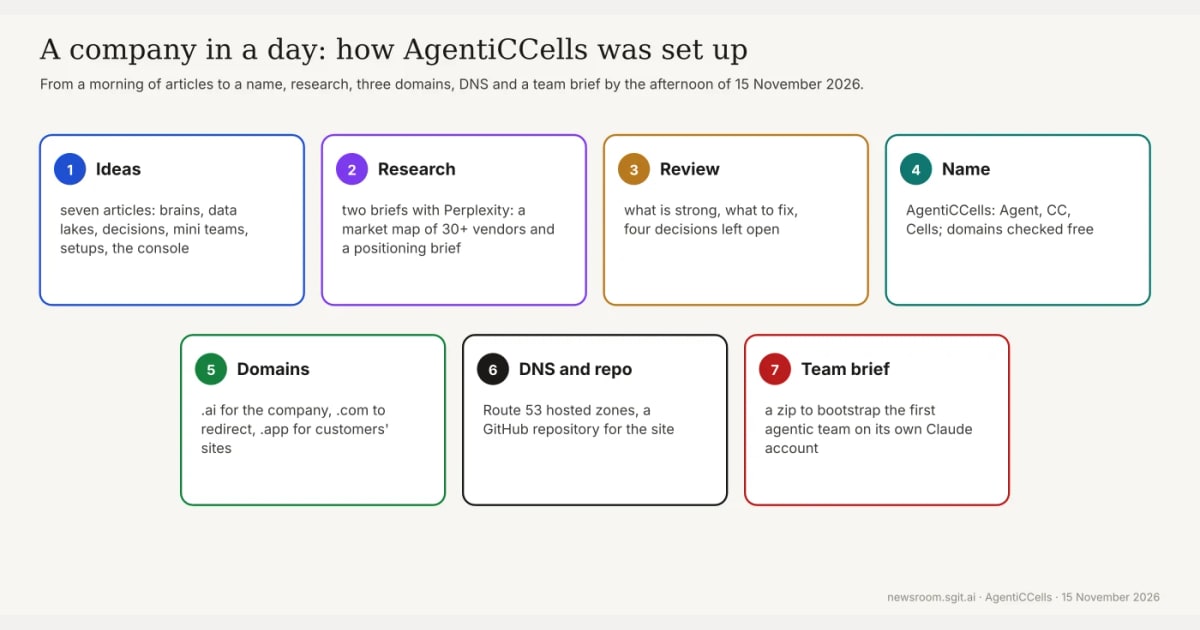 A company in a day: how AgentiCCells was set up
From a morning of articles to a name, research, three domains, DNS and a team brief by the afternoon of 15 November 2026.
1 Ideas
seven articles: brains, data
lakes, decisions, mini teams,
setups, the console
2 Research
two briefs with Perplexity: a
market map of 30+ vendors and
a positioning brief
3 Review
what is strong, what to fix,
four decisions left open
4 Name
AgentiCCells: Agent, CC,
Cells; domains checked free
5 Domains
.ai for the company, .com to
redirect, .app for customers'
sites
6 DNS and repo
Route 53 hosted zones, a
GitHub repository for the site
7 Team brief
a zip to bootstrap the first
agentic team on its own Claude
account
newsroom.sgit.ai · AgentiCCells · 15 November 2026